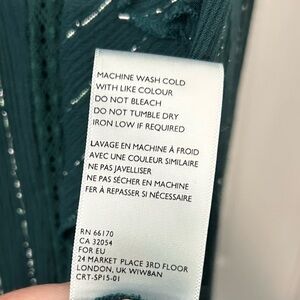 MACHINE WASH COLD
WITH LIKE COLOUR
DO NOT BLEACH
DO NOT TUMBLE DRY
IRON LOW IF REQUIRED
LAVAGE EN MACHINE À FROID
AVEC UNE COULEUR SIMILAIRE
NE PAS JAVELLISER
NE PAS SÉCHER EN MACHINE
FER À REPASSER SI NÉCESSAIRE
RN 66170
CA 32054
FOR EU
24 MARKET PLACE 3RD FLOOR
LONDON, UK W1W8AN
CRT-SP15-01